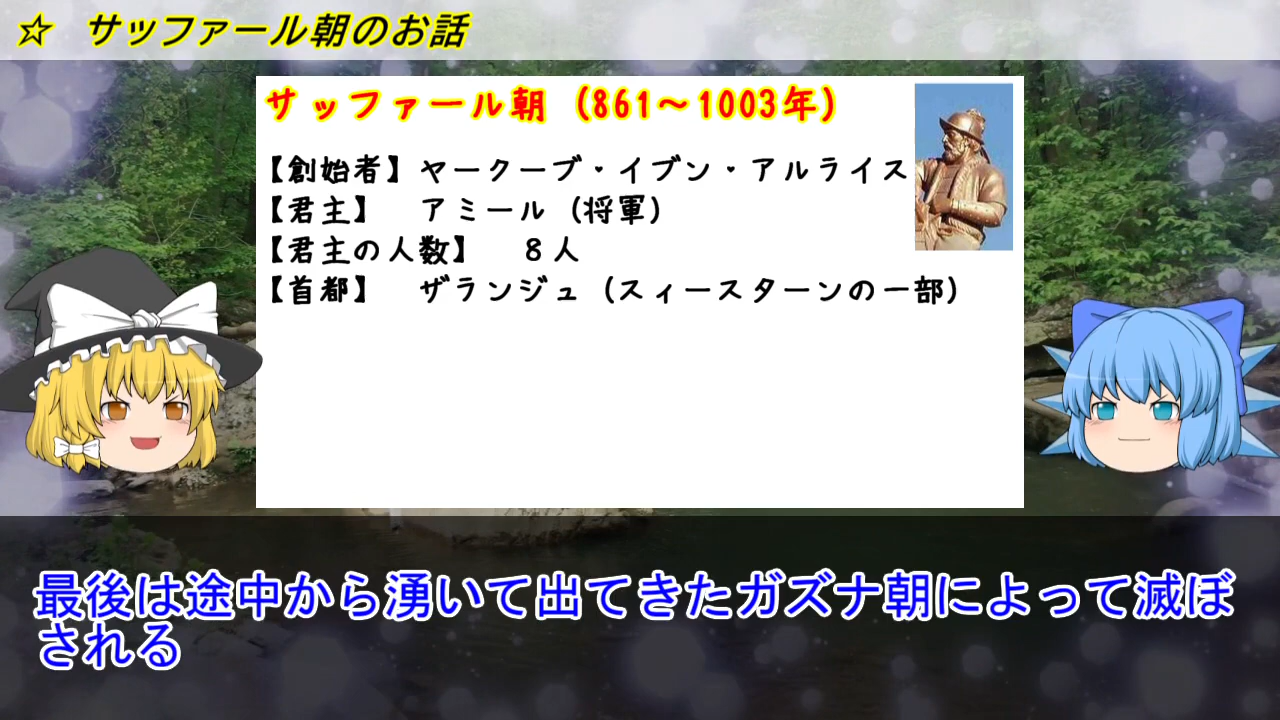 ☆ サッファール朝のお話
サッファール朝（861～1003年）
【創始者】ヤークーブ・イブン・アルライス
【君主】 アミール（将軍）
【君主の人数】 ８人
【首都】 ザランジュ（スィースターンの一部）
最後は途中から湧いて出てきたガズナ朝によって滅ぼ
される